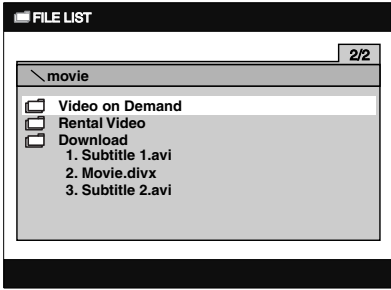 FILE LIST
2/2
\movie
Video on Demand
Rental Video
Download
1. Subtitle 1.avi
2. Movie.divx
3. Subtitle 2.avi